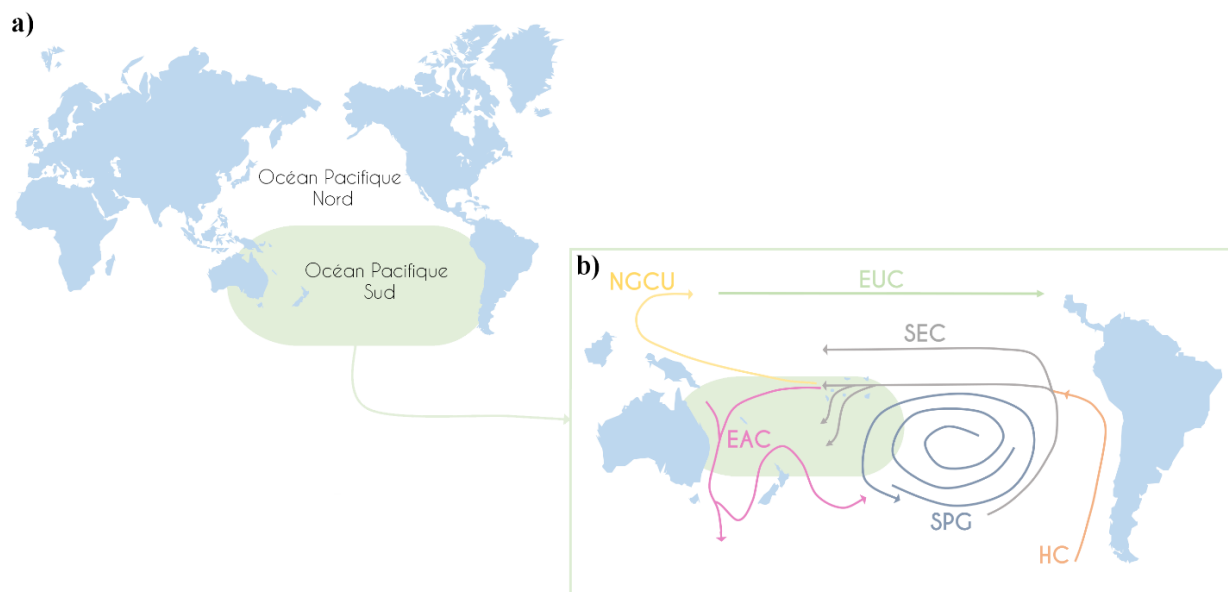 a)
Océan Pacifique
Nord
Océan Pacifique
Sud
b)
NGCU
EUC
SEC
EAC
SPG
HC